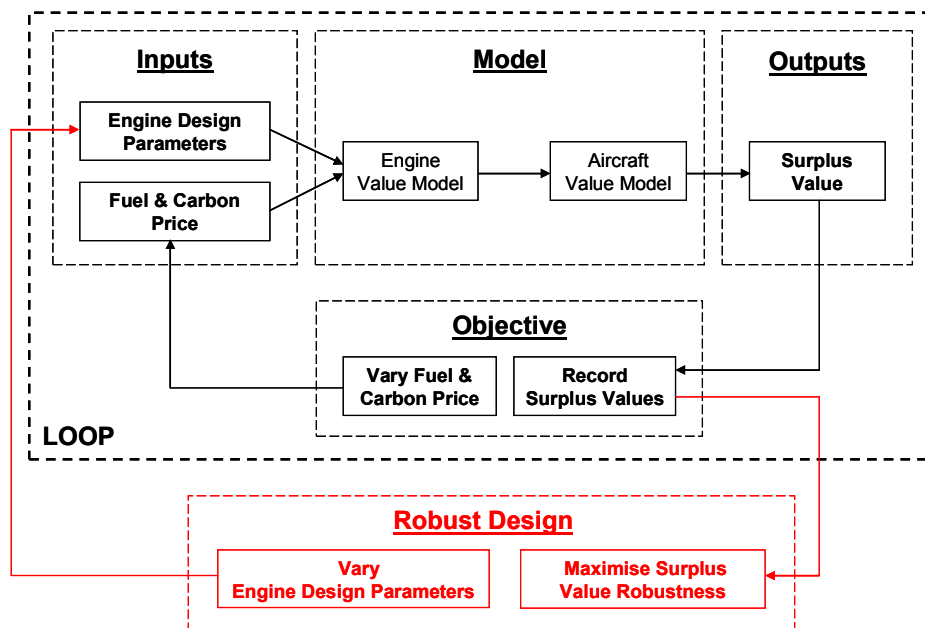 Inputs
Engine Design
Parameters
Fuel & Carbon
Price
Model
Engine
Value Model
Aircraft
Value Model
Outputs
Surplus
Value
Objective
Vary Fuel &
Carbon Price
Record
Surplus Values
LOOP
Robust Design
Vary
Engine Design Parameters
Maximise Surplus
Value Robustness